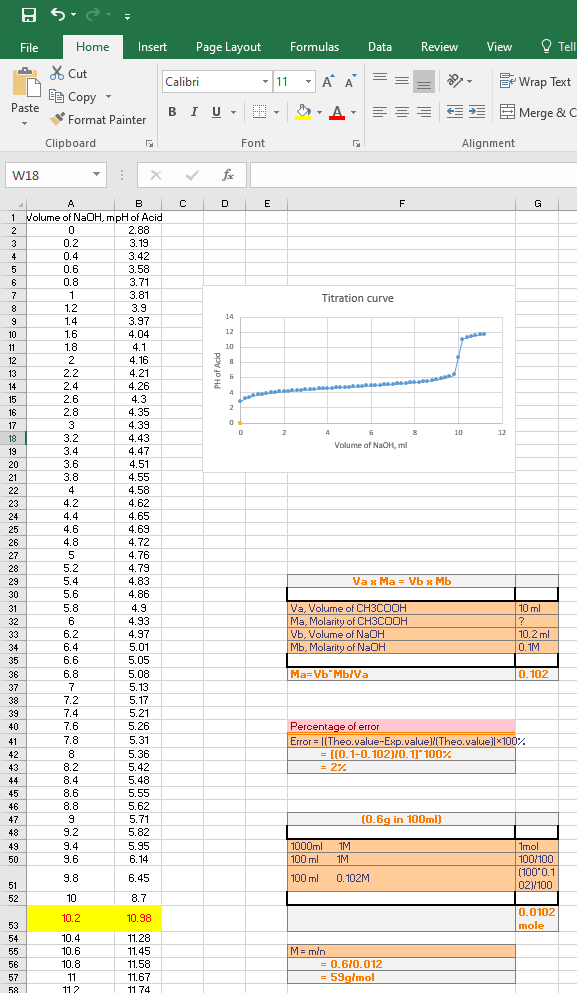 File Home Insert Page Layout Formulas Data Review View Tell
Cut
Copy
Format Painter
Paste
Calibri 11 A A
B I U A
Wrap Text
Merge & C
Clipboard Font Alignment
W18 fx
A B C D E F G
1 Volume of NaOH, m pH of Acid
2 0 2.88
3 0.2 3.19
4 0.4 3.42
5 0.6 3.58
6 0.8 3.71
7 1 3.81
8 1.2 3.9
9 1.4 3.97
10 1.6 4.04
11 1.8 4.1
12 2 4.16
13 2.2 4.21
14 2.4 4.26
15 2.6 4.3
16 2.8 4.35
17 3 4.39
18 3.2 4.43
19 3.4 4.47
20 3.6 4.51
21 3.8 4.55
22 4 4.58
23 4.2 4.62
24 4.4 4.65
25 4.6 4.69
26 4.8 4.72
27 5 4.76
28 5.2 4.79
29 5.4 4.83
30 5.6 4.86
31 5.8 4.9
32 6 4.93
33 6.2 4.97
34 6.4 5.01
35 6.6 5.05
36 6.8 5.08
37 7 5.13
38 7.2 5.17
39 7.4 5.21
40 7.6 5.26
41 7.8 5.31
42 8 5.36
43 8.2 5.42
44 8.4 5.48
45 8.6 5.55
46 8.8 5.62
47 9 5.71
48 9.2 5.82
49 9.4 5.95
50 9.6 6.14
51 9.8 6.45
52 10 8.7
53 10.2 10.98
54 10.4 11.28
55 10.6 11.45
56 10.8 11.58
57 11 11.67
58 11.2 11.74
Titration curve
PH of Acid
14
12
10
8
6
4
2
0
0 2 4 6 8 10 12
Volume of NaOH, ml
Va x Ma = Vb x Mb
Va, Volume of CH3COOH 10 ml
Ma, Molarity of CH3COOH ?
Vb, Volume of NaOH 10.2 ml
Mb, Molarity of NaOH 0.1M
Ma=Vb*Mb/Va 0.102
Percentage of error
Error = |(Theo.value-Exp.value)/(Theo.value)|×100%
= [(0.1-0.102)/0.1]*100%
= 2%
(0.6g in 100ml)
1000ml 1M 1mol
100 ml 1M 100/100
100 ml 0.102M (100*0.1
02)/100
0.0102
mole
M = m/n
= 0.6/0.012
= 59g/mol